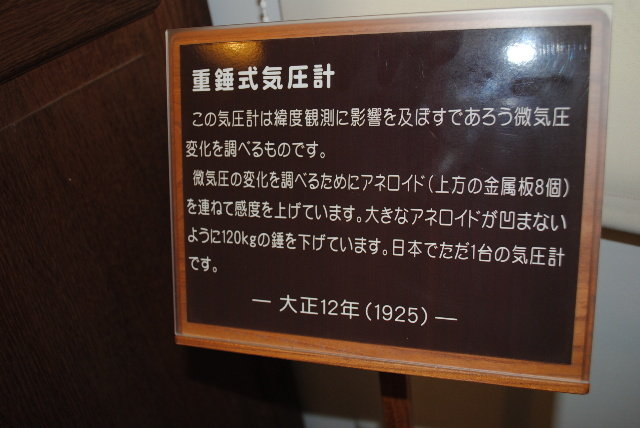 重錘式気圧計
この気圧計は緯度観測に影響を及ぼすであろう微気圧
変化を調べるものです。
微気圧の変化を調べるためにアネロイド(上方の金属板8個)
を連ねて感度を上げています。大きなアネロイドが凹まない
ように120kgの錘を下げています。日本でただ1台の気圧計
です。
― 大正12年(1925) ―